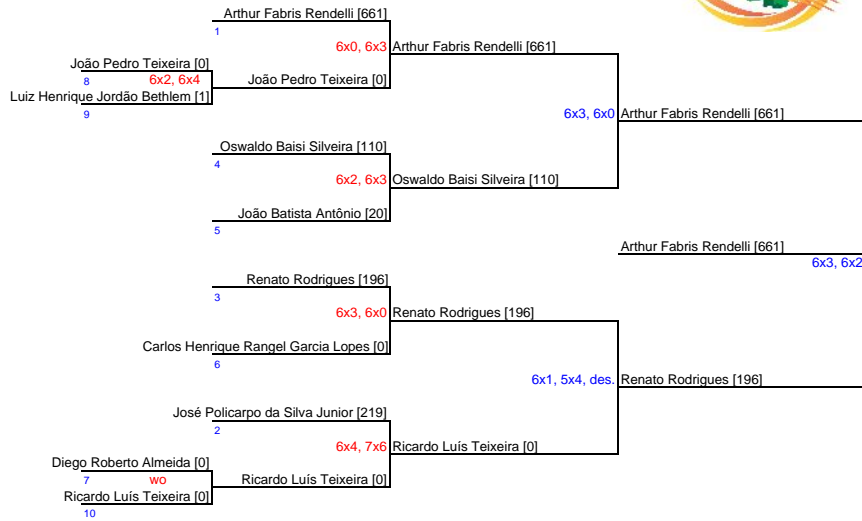 Arthur Fabris Rendelli [661]
1
6x0, 6x3 Arthur Fabris Rendelli [661]
João Pedro Teixeira [0]
8 6x2, 6x4
João Pedro Teixeira [0]
Luiz Henrique Jordão Bethlem [1]
9
6x3, 6x0 Arthur Fabris Rendelli [661]
Oswaldo Baisi Silveira [110]
4
6x2, 6x3 Oswaldo Baisi Silveira [110]
João Batista Antônio [20]
5
Arthur Fabris Rendelli [661]
6x3, 6x2
Renato Rodrigues [196]
3
6x3, 6x0 Renato Rodrigues [196]
Carlos Henrique Rangel Garcia Lopes [0]
6
6x1, 5x4, des. Renato Rodrigues [196]
José Policarpo da Silva Junior [219]
2
6x4, 7x6 Ricardo Luís Teixeira [0]
Diego Roberto Almeida [0]
7 wo
Ricardo Luís Teixeira [0]
Ricardo Luís Teixeira [0]
10